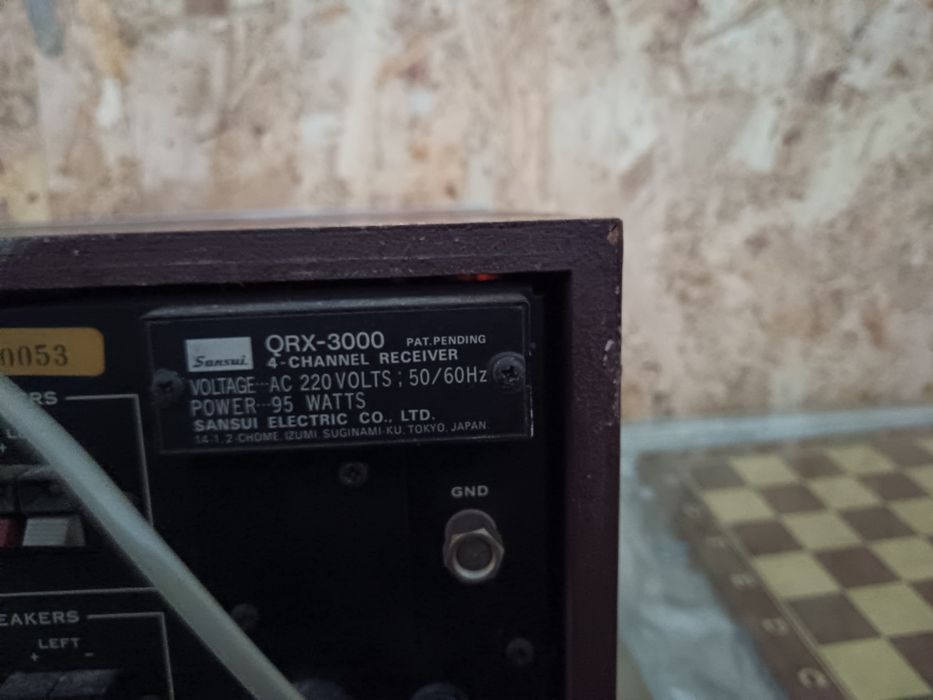 Sansui
QRX-3000 PAT.PENDING
4-CHANNEL RECEIVER
VOLTAGE···AC 220 VOLTS ; 50/60Hz
POWER···95 WATTS
SANSUI ELECTRIC CO., LTD.
14-1, 2-CHOME, IZUMI, SUGINAMI-KU, TOKYO, JAPAN
0053
RS
GND
EAKERS
LEFT
+ -